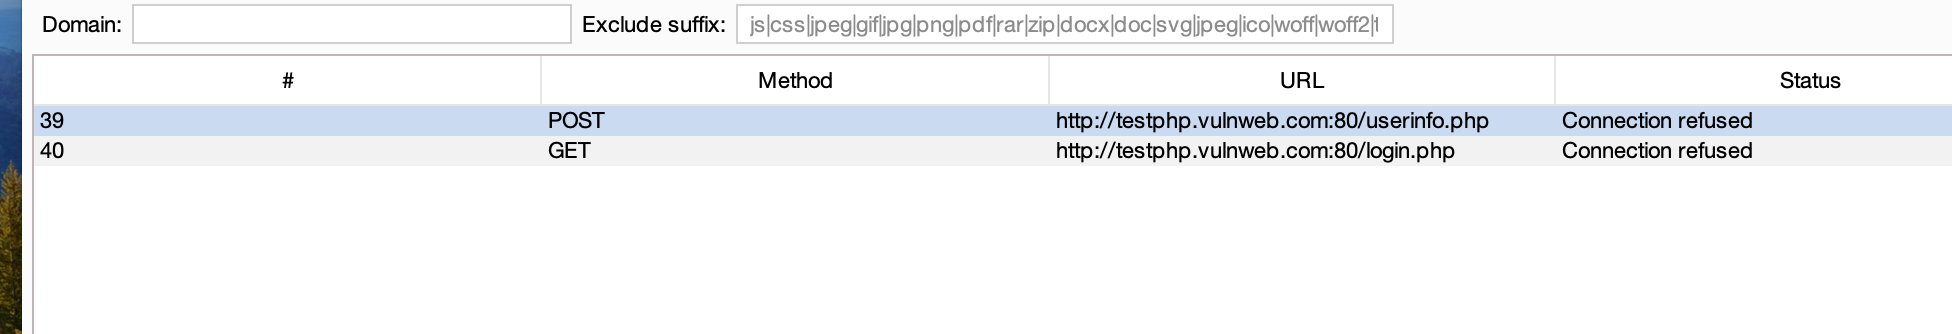 Domain: Exclude suffix: js|css|jpeg|gif|jpg|png|pdf|rar|zip|docx|doc|svg|jpeg|ico|woff|woff2|
# Method URL Status
39 POST http://testphp.vulnweb.com:80/userinfo.php Connection refused
40 GET http://testphp.vulnweb.com:80/login.php Connection refused